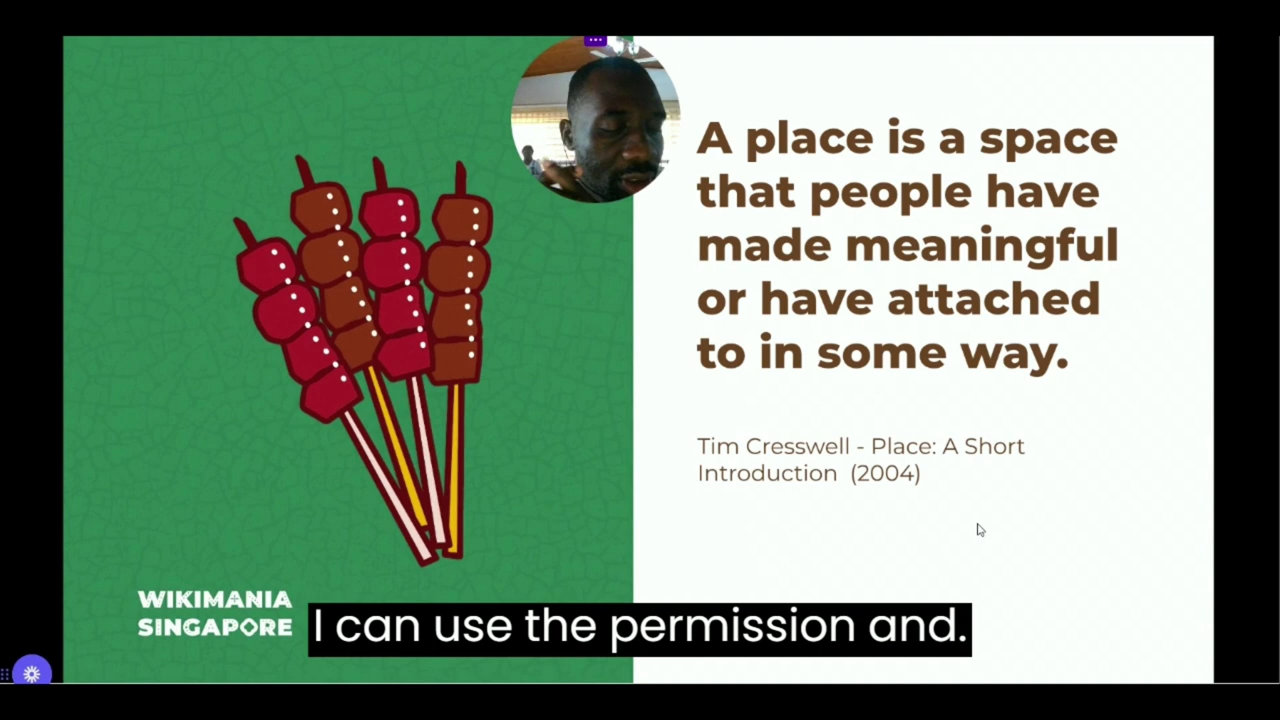 A place is a space
that people have
made meaningful
or have attached
to in some way.
Tim Cresswell - Place: A Short
Introduction (2004)
WIKIMANIA
SINGAPORE
I can use the permission and.